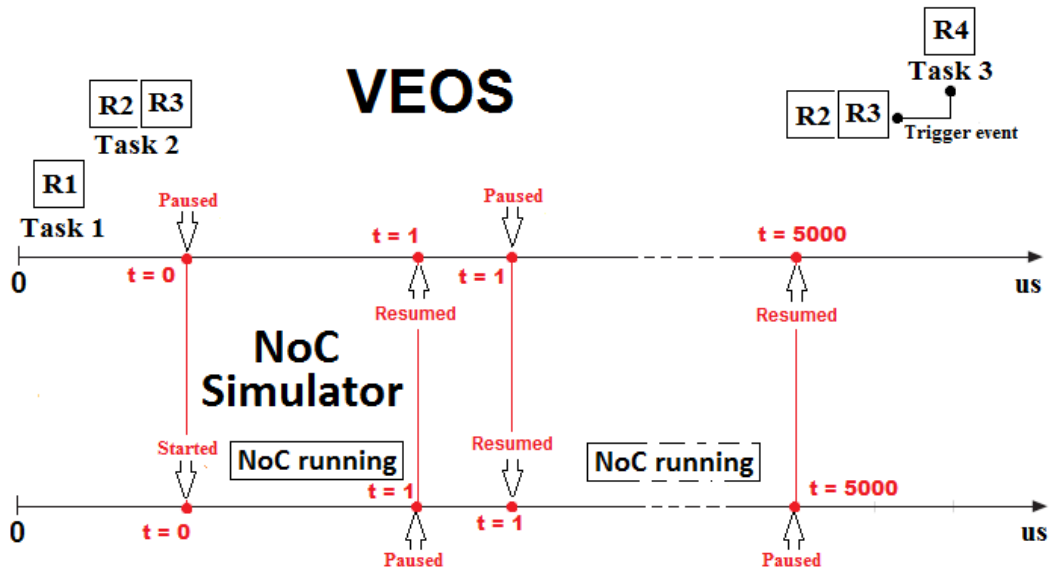 R4
Task 3
VEOS
R2 R3
Task 2
R2 R3
Trigger event
R1
Task 1
Paused
Paused
t = 0
t = 1
t = 1
t = 5000
0
us
Resumed
Resumed
NoC
Simulator
Started
Resumed
NoC running
NoC running
t = 1
t = 5000
0
t = 0
t = 1
us
Paused
Paused